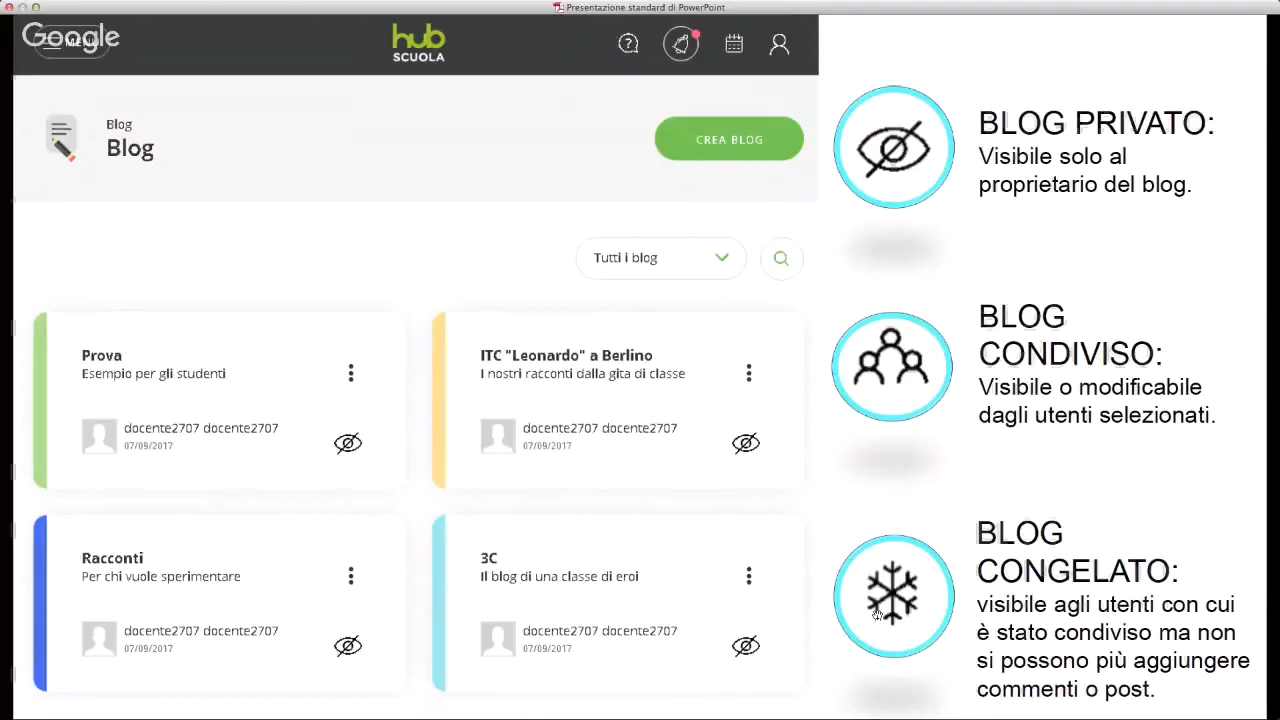 Presentazione standard di PowerPoint
Google
MENU
hub
SCUOLA
Blog
Blog
CREA BLOG
Tutti i blog
Prova
Esempio per gli studenti
docente2707 docente2707
07/09/2017
ITC "Leonardo" a Berlino
I nostri racconti dalla gita di classe
docente2707 docente2707
07/09/2017
Racconti
Per chi vuole sperimentare
docente2707 docente2707
07/09/2017
3C
Il blog di una classe di eroi
docente2707 docente2707
07/09/2017
BLOG PRIVATO:
Visibile solo al
proprietario del blog.
BLOG
CONDIVISO:
Visibile o modificabile
dagli utenti selezionati.
BLOG
CONGELATO:
visibile agli utenti con cui
è stato condiviso ma non
si possono più aggiungere
commenti o post.